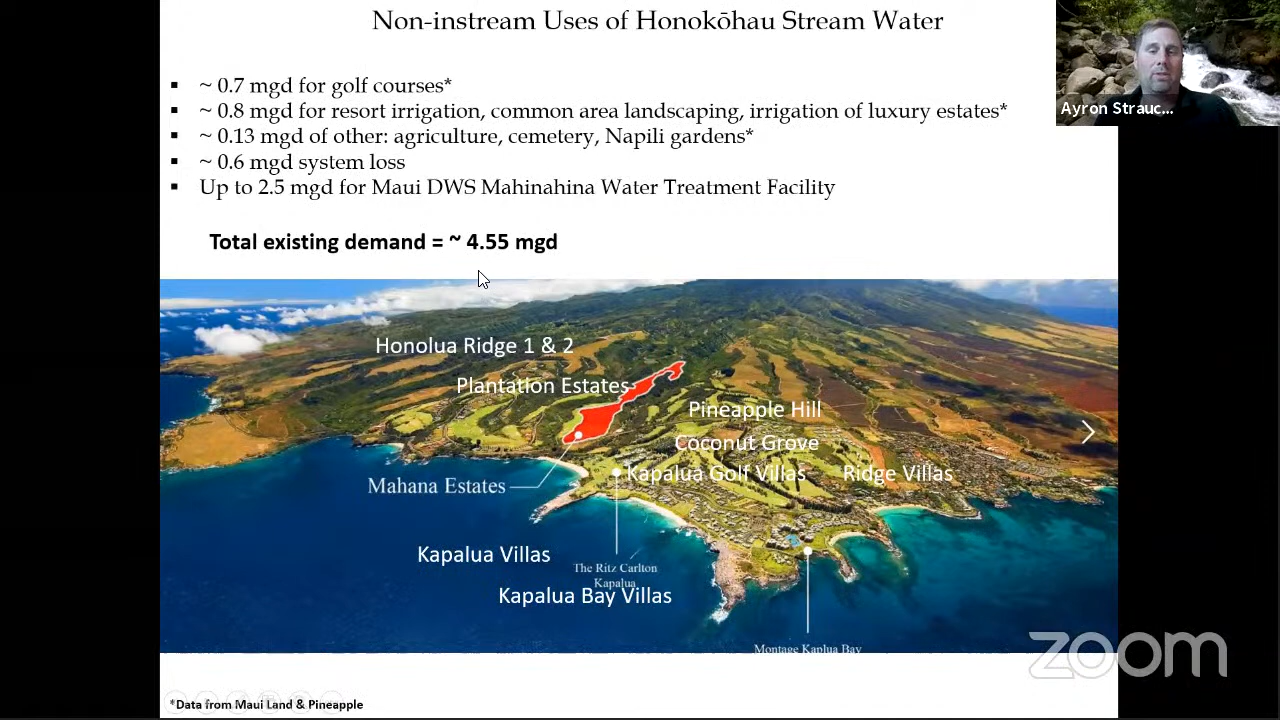 Non-instream Uses of Honokōhau Stream Water
▪ ~ 0.7 mgd for golf courses*
▪ ~ 0.8 mgd for resort irrigation, common area landscaping, irrigation of luxury estates*
▪ ~ 0.13 mgd of other: agriculture, cemetery, Napili gardens*
▪ ~ 0.6 mgd system loss
▪ Up to 2.5 mgd for Maui DWS Mahinahina Water Treatment Facility
Ayron Strauc...
Total existing demand = ~ 4.55 mgd
Honolua Ridge 1 & 2
Plantation Estates
Pineapple Hill
Coconut Grove
Kapalua Golf Villas
Ridge Villas
Mahana Estates
Kapalua Villas
The Ritz Carlton
Kapalua
Kapalua Bay Villas
Montage Kaplua Bay
zoom
*Data from Maui Land & Pineapple